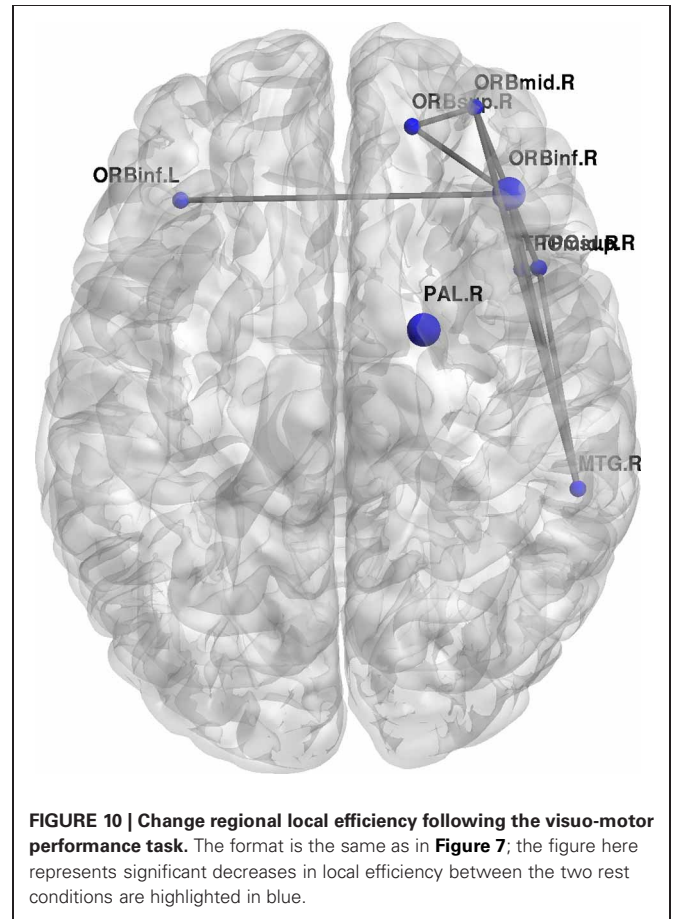 ORBmid.R
ORBsup.R
ORBinf.R
ORBinf.L
PAL.R
MTG.R
FIGURE 10 | Change regional local efficiency following the visuo-motor
performance task. The format is the same as in Figure 7; the figure here
represents significant decreases in local efficiency between the two rest
conditions are highlighted in blue.